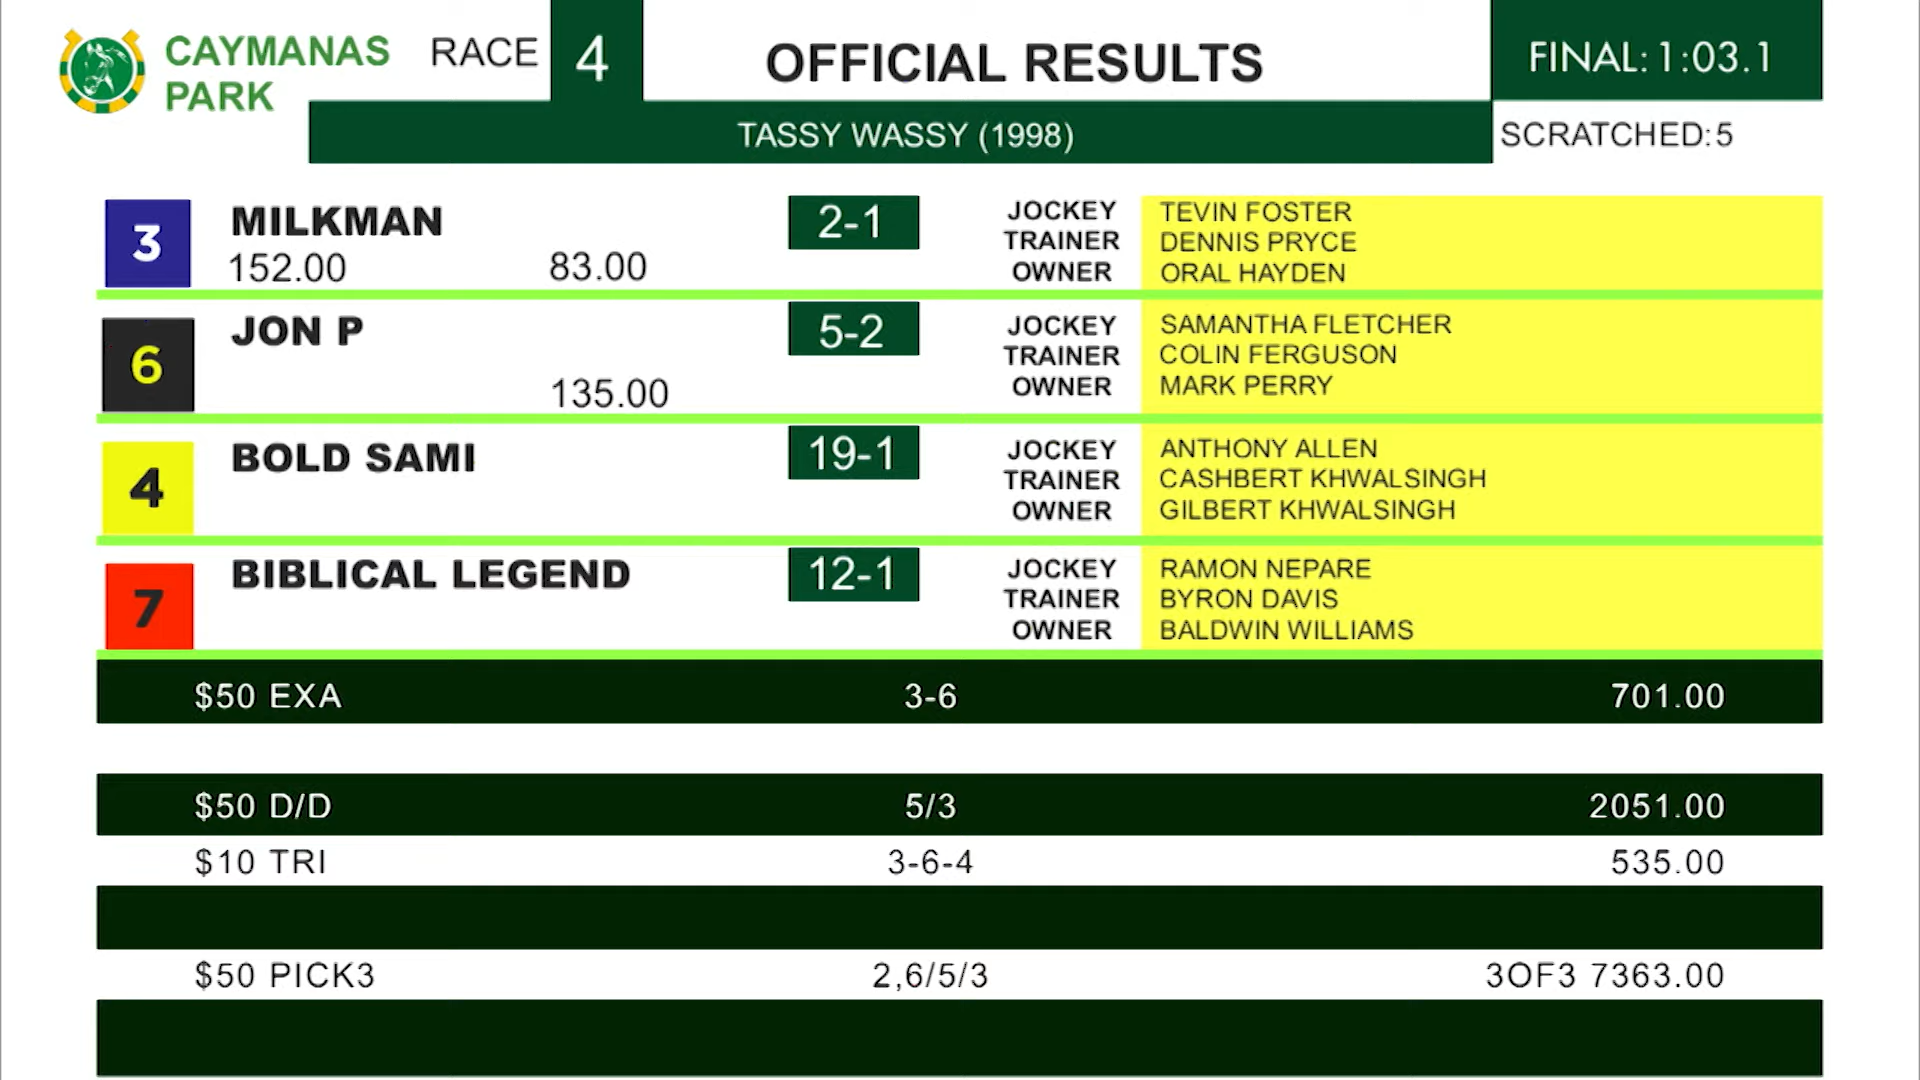 CAYMANAS
PARK
RACE 4
OFFICIAL RESULTS
FINAL: 1:03.1
TASSY WASSY (1998)
SCRATCHED: 5
3 MILKMAN 2-1
152.00 83.00
JOCKEY TEVIN FOSTER
TRAINER DENNIS PRYCE
OWNER ORAL HAYDEN
6 JON P 5-2
135.00
JOCKEY SAMANTHA FLETCHER
TRAINER COLIN FERGUSON
OWNER MARK PERRY
4 BOLD SAMI 19-1
JOCKEY ANTHONY ALLEN
TRAINER CASHBERT KHWALSINGH
OWNER GILBERT KHWALSINGH
7 BIBLICAL LEGEND 12-1
JOCKEY RAMON NEPARE
TRAINER BYRON DAVIS
OWNER BALDWIN WILLIAMS
$50 EXA 3-6 701.00
$50 D/D 5/3 2051.00
$10 TRI 3-6-4 535.00
$50 PICK3 2,6/5/3 3OF3 7363.00